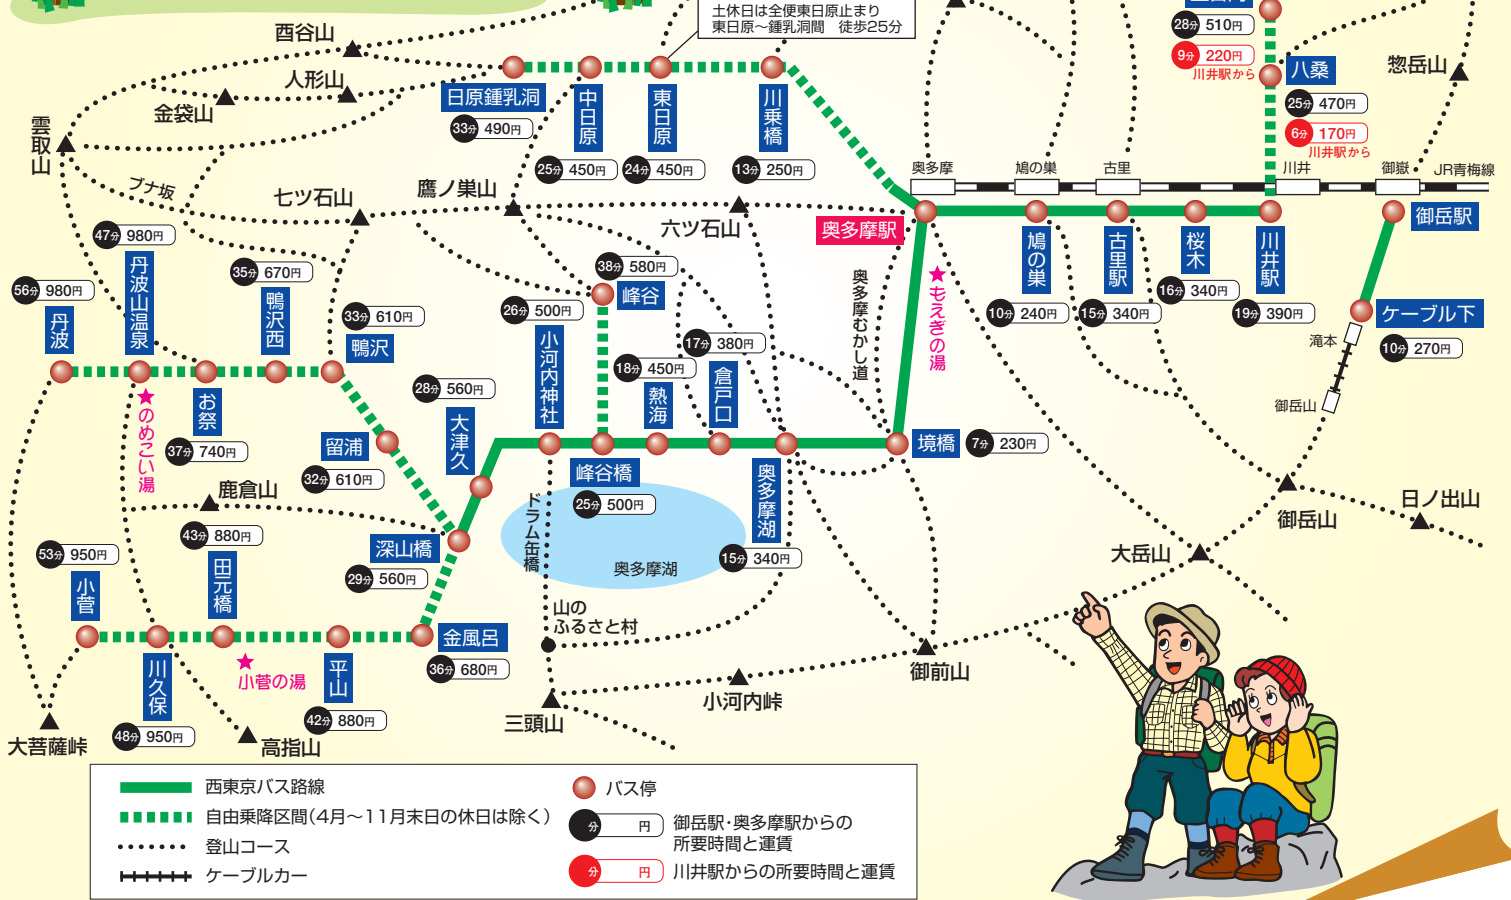 土休日は全便東日原止まり
東日原～鍾乳洞間　徒歩25分
28分 510円
9分 220円
川井駅から
八桑
25分 470円
6分 170円
川井駅から
惣岳山
酉谷山
人形山
金袋山
雲取山
ブナ坂
七ツ石山
鷹ノ巣山
六ツ石山
日原鍾乳洞
33分 490円
中日原
25分 450円
東日原
24分 450円
川乗橋
13分 250円
奥多摩
鳩の巣
古里
川井
御嶽
JR青梅線
奥多摩駅
鳩の巣
10分 240円
古里駅
15分 340円
桜木
16分 340円
川井駅
19分 390円
御岳駅
ケーブル下
10分 270円
滝本
御岳山
47分 980円
丹波山温泉
56分 980円
丹波
35分 670円
鴨沢西
33分 610円
鴨沢
★のめこい湯
お祭
37分 740円
留浦
32分 610円
28分 560円
大津久
26分 500円
小河内神社
38分 580円
峰谷
18分 450円
熱海
17分 380円
倉戸口
奥多摩むかし道
★もえぎの湯
境橋
7分 230円
峰谷橋
25分 500円
奥多摩湖
15分 340円
奥多摩湖
ドラム缶橋
鹿倉山
深山橋
29分 560円
43分 880円
田元橋
53分 950円
小菅
川久保
48分 950円
★
小菅の湯
平山
42分 880円
金風呂
36分 680円
山の
ふるさと村
大菩薩峠
高指山
三頭山
小河内峠
御前山
大岳山
御岳山
日ノ出山
西東京バス路線
自由乗降区間(4月～11月末日の休日は除く)
登山コース
ケーブルカー
バス停
分 円
御岳駅・奥多摩駅からの
所要時間と運賃
分 円
川井駅からの所要時間と運賃